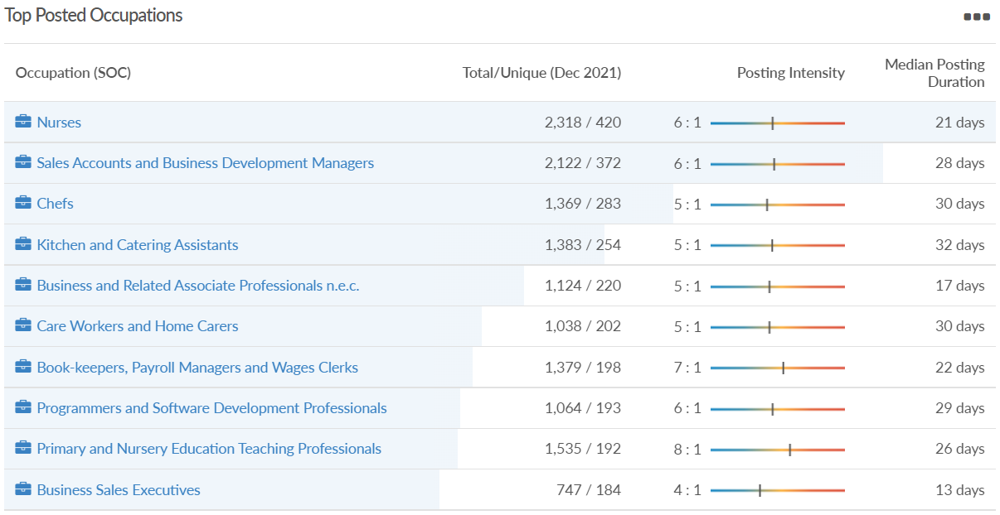 Top Posted Occupations
Occupation (SOC) Total/Unique (Dec 2021) Posting Intensity Median Posting Duration
Nurses 2,318 / 420 6 : 1 21 days
Sales Accounts and Business Development Managers 2,122 / 372 6 : 1 28 days
Chefs 1,369 / 283 5 : 1 30 days
Kitchen and Catering Assistants 1,383 / 254 5 : 1 32 days
Business and Related Associate Professionals n.e.c. 1,124 / 220 5 : 1 17 days
Care Workers and Home Carers 1,038 / 202 5 : 1 30 days
Book-keepers, Payroll Managers and Wages Clerks 1,379 / 198 7 : 1 22 days
Programmers and Software Development Professionals 1,064 / 193 6 : 1 29 days
Primary and Nursery Education Teaching Professionals 1,535 / 192 8 : 1 26 days
Business Sales Executives 747 / 184 4 : 1 13 days